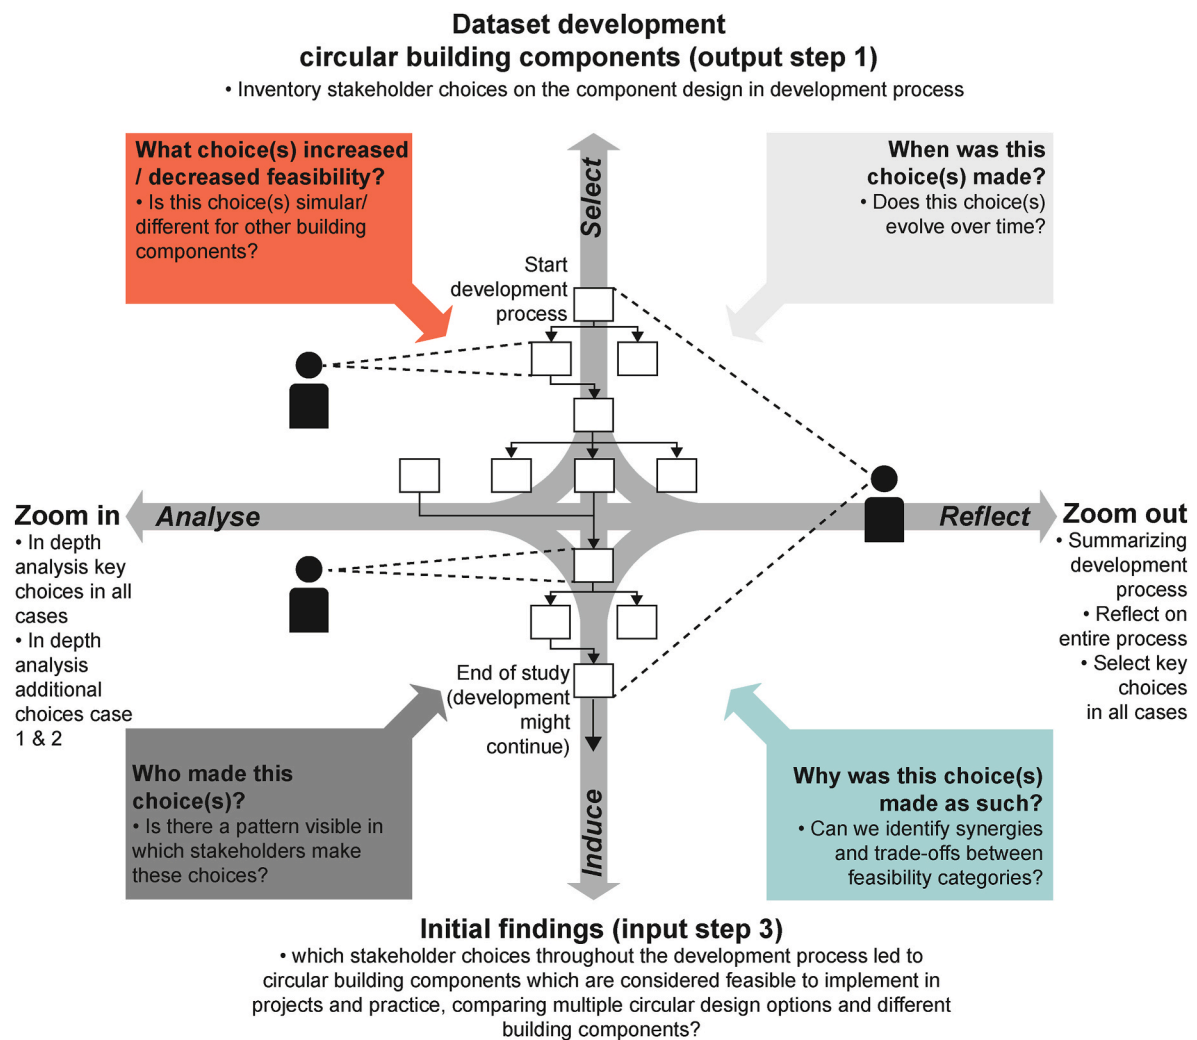 Dataset development
circular building components (output step 1)
• Inventory stakeholder choices on the component design in development process
What choice(s) increased
/ decreased feasibility?
• Is this choice(s) simular/
different for other building
components?
When was this
choice(s) made?
• Does this choice(s)
evolve over time?
Select
Start
development
process
Zoom in
• In depth
analysis key
choices in all
cases
• In depth
analysis
additional
choices case
1 & 2
Analyse
Reflect
Zoom out
• Summarizing
development
process
• Reflect on
entire process
• Select key
choices
in all cases
End of study
(development
might
continue)
Who made this
choice(s)?
• Is there a pattern visible in
which stakeholders make
these choices?
Induce
Why was this choice(s)
made as such?
• Can we identify synergies
and trade-offs between
feasibility categories?
Initial findings (input step 3)
• which stakeholder choices throughout the development process led to
circular building components which are considered feasible to implement in
projects and practice, comparing multiple circular design options and different
building components?